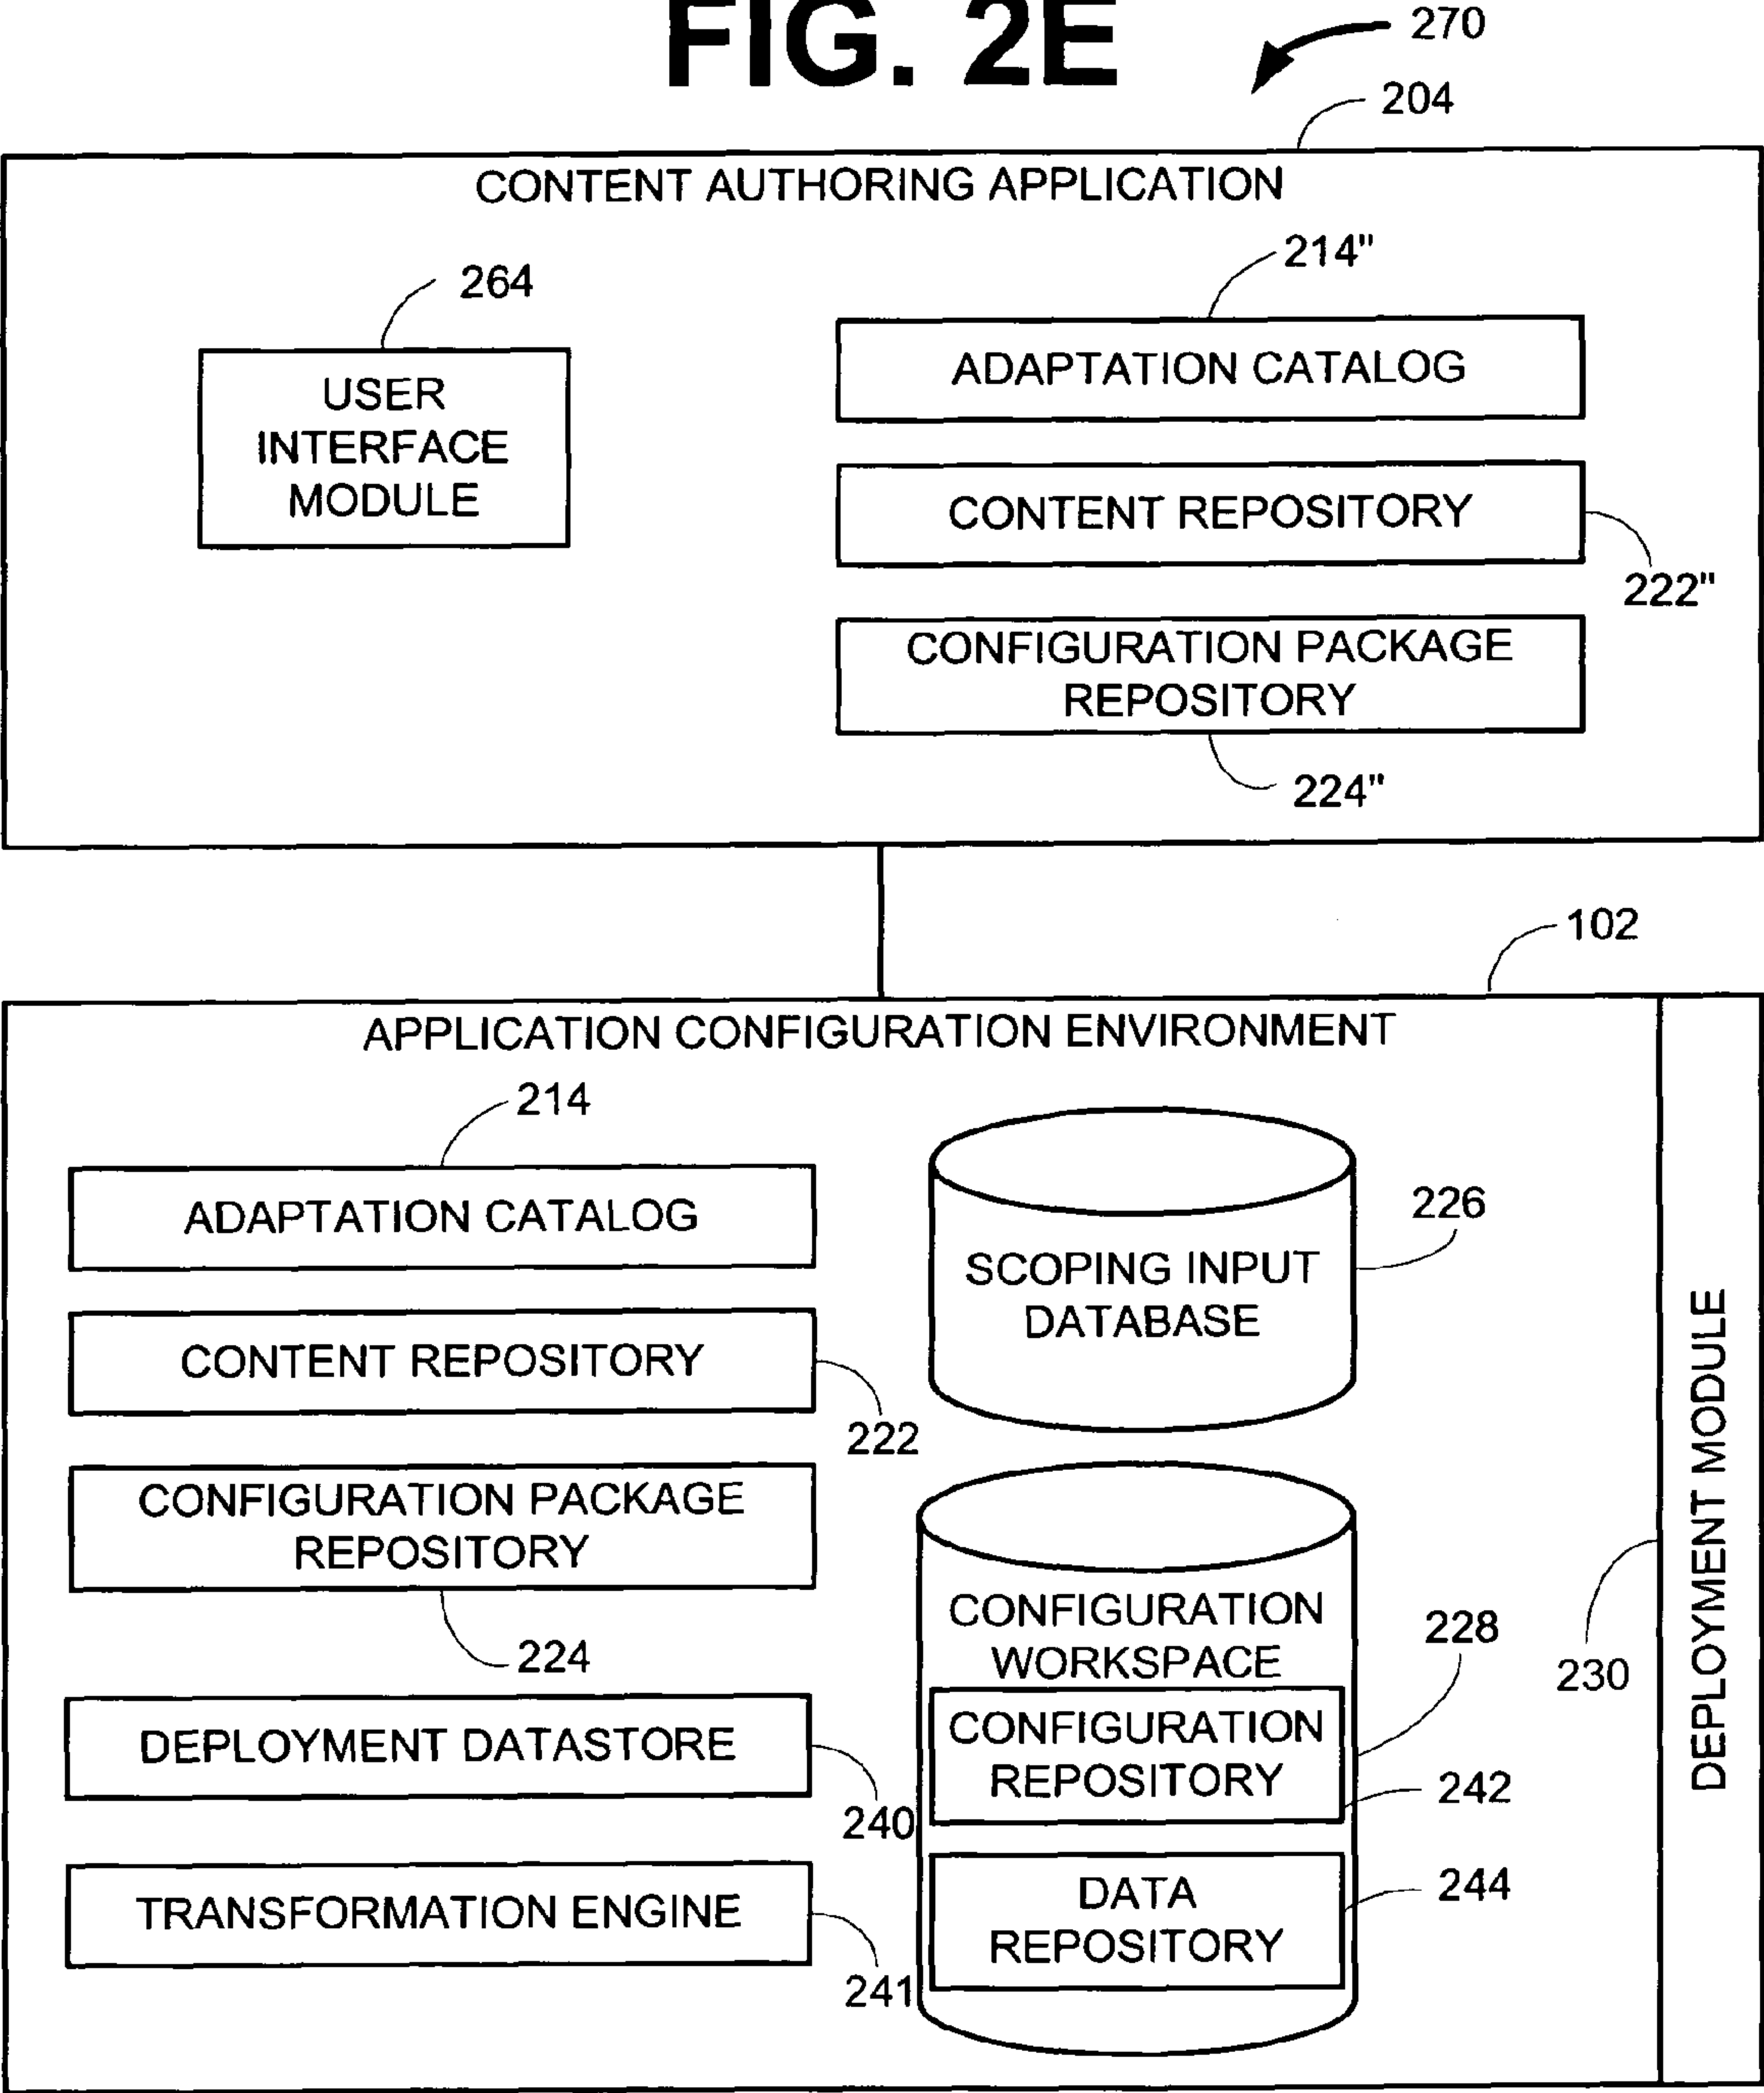 FIG. 2E
270
204
CONTENT AUTHORING APPLICATION
264
214"
USER
INTERFACE
MODULE
ADAPTATION CATALOG
CONTENT REPOSITORY
222"
CONFIGURATION PACKAGE
REPOSITORY
224"
102
APPLICATION CONFIGURATION ENVIRONMENT
214
ADAPTATION CATALOG
CONTENT REPOSITORY
222
CONFIGURATION PACKAGE
REPOSITORY
224
DEPLOYMENT DATASTORE
240
TRANSFORMATION ENGINE
241
SCOPING INPUT
DATABASE
226
CONFIGURATION
WORKSPACE
228
CONFIGURATION
REPOSITORY
242
DATA
REPOSITORY
244
230
DEPLOYMENT MODULE